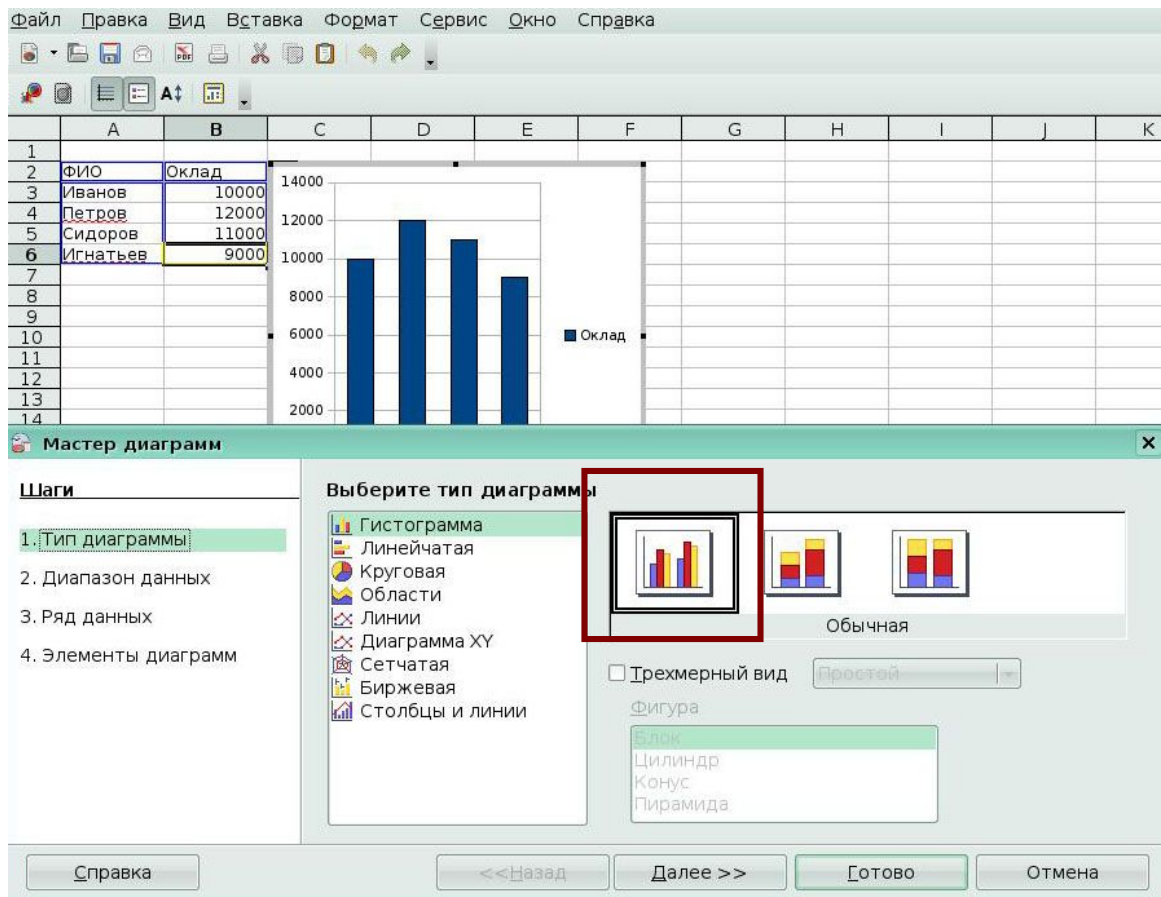 Файл Правка Вид Вставка Формат Сервис Окно Справка
PDF
A
A B C D E F G H I J K
1
2 ФИО Оклад
3 Иванов 10000
4 Петров 12000
5 Сидоров 11000
6 Игнатьев 9000
7
8
9
10
11
12
13
14
14000
12000
10000
8000
6000
4000
2000
Оклад
Мастер диаграмм
Шаги
1. Тип диаграммы
2. Диапазон данных
3. Ряд данных
4. Элементы диаграмм
Выберите тип диаграммы
Гистограмма
Линейчатая
Круговая
Области
Линии
Диаграмма XY
Сетчатая
Биржевая
Столбцы и линии
Обычная
Трехмерный вид Простой
Фигура
Блок
Цилиндр
Конус
Пирамида
Справка <<Назад Далее >> Готово Отмена